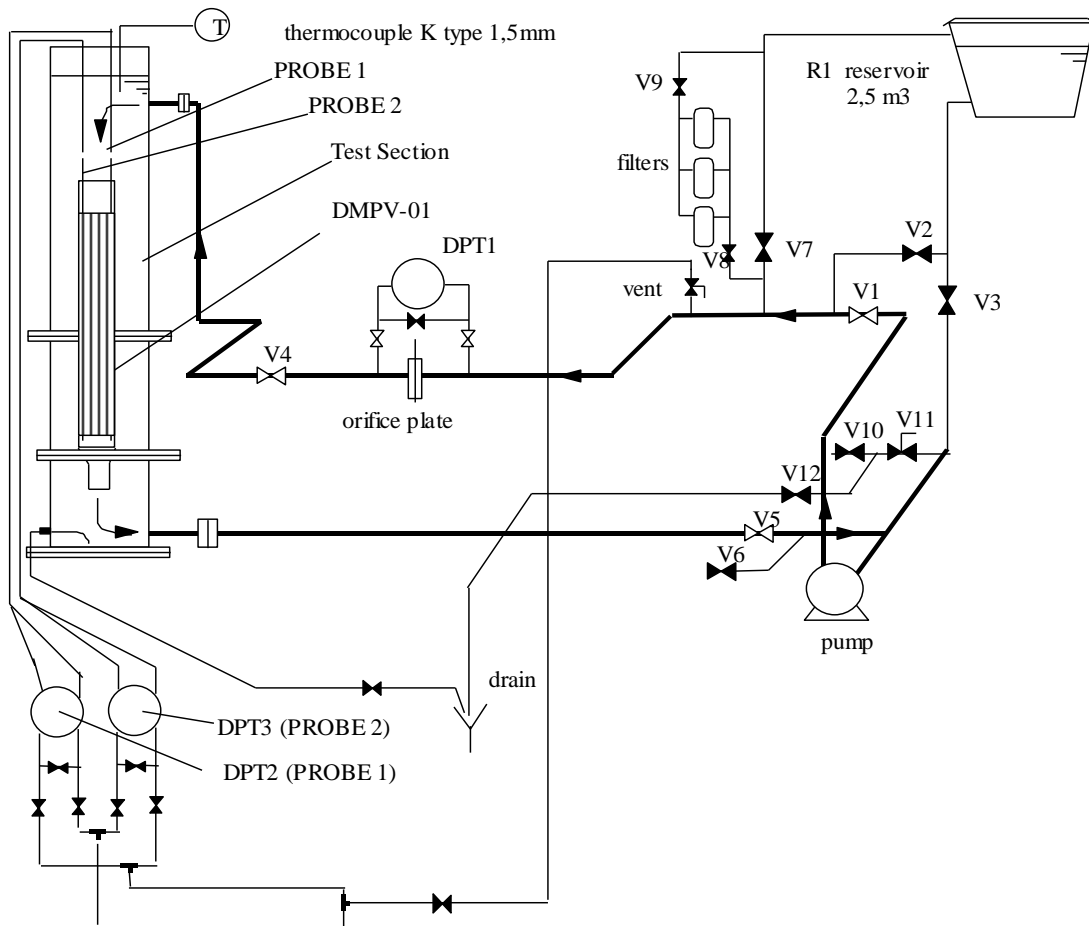 T
thermocouple K type 1,5mm
PROBE 1
PROBE 2
Test Section
DMPV-01
DPT1
V4
orifice plate
V9
filters
V8
V7
vent
R1 reservoir
2,5 m3
V2
V1
V3
V10
V11
V12
V5
V6
pump
drain
DPT3 (PROBE 2)
DPT2 (PROBE 1)